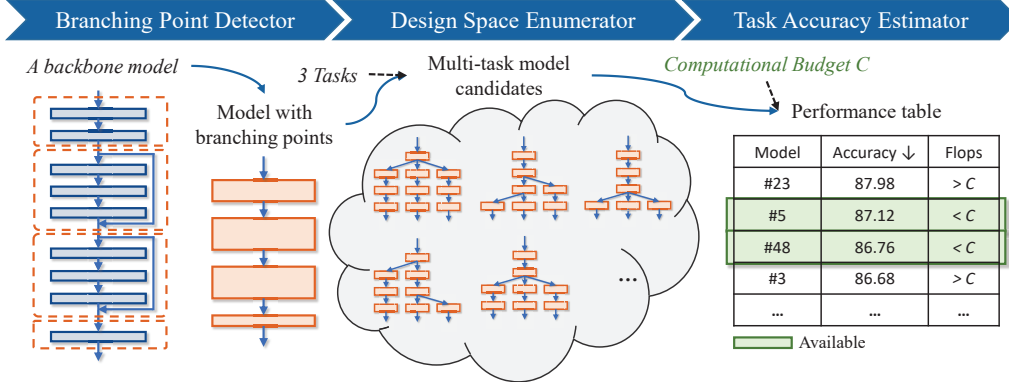 Branching Point Detector
Design Space Enumerator
Task Accuracy Estimator
A backbone model
3 Tasks
Multi-task model
candidates
Computational Budget C
Model with
branching points
Performance table
Model Accuracy ↓ Flops
#23 87.98 > C
#5 87.12 < C
#48 86.76 < C
#3 86.68 > C
... ... ...
...
Available